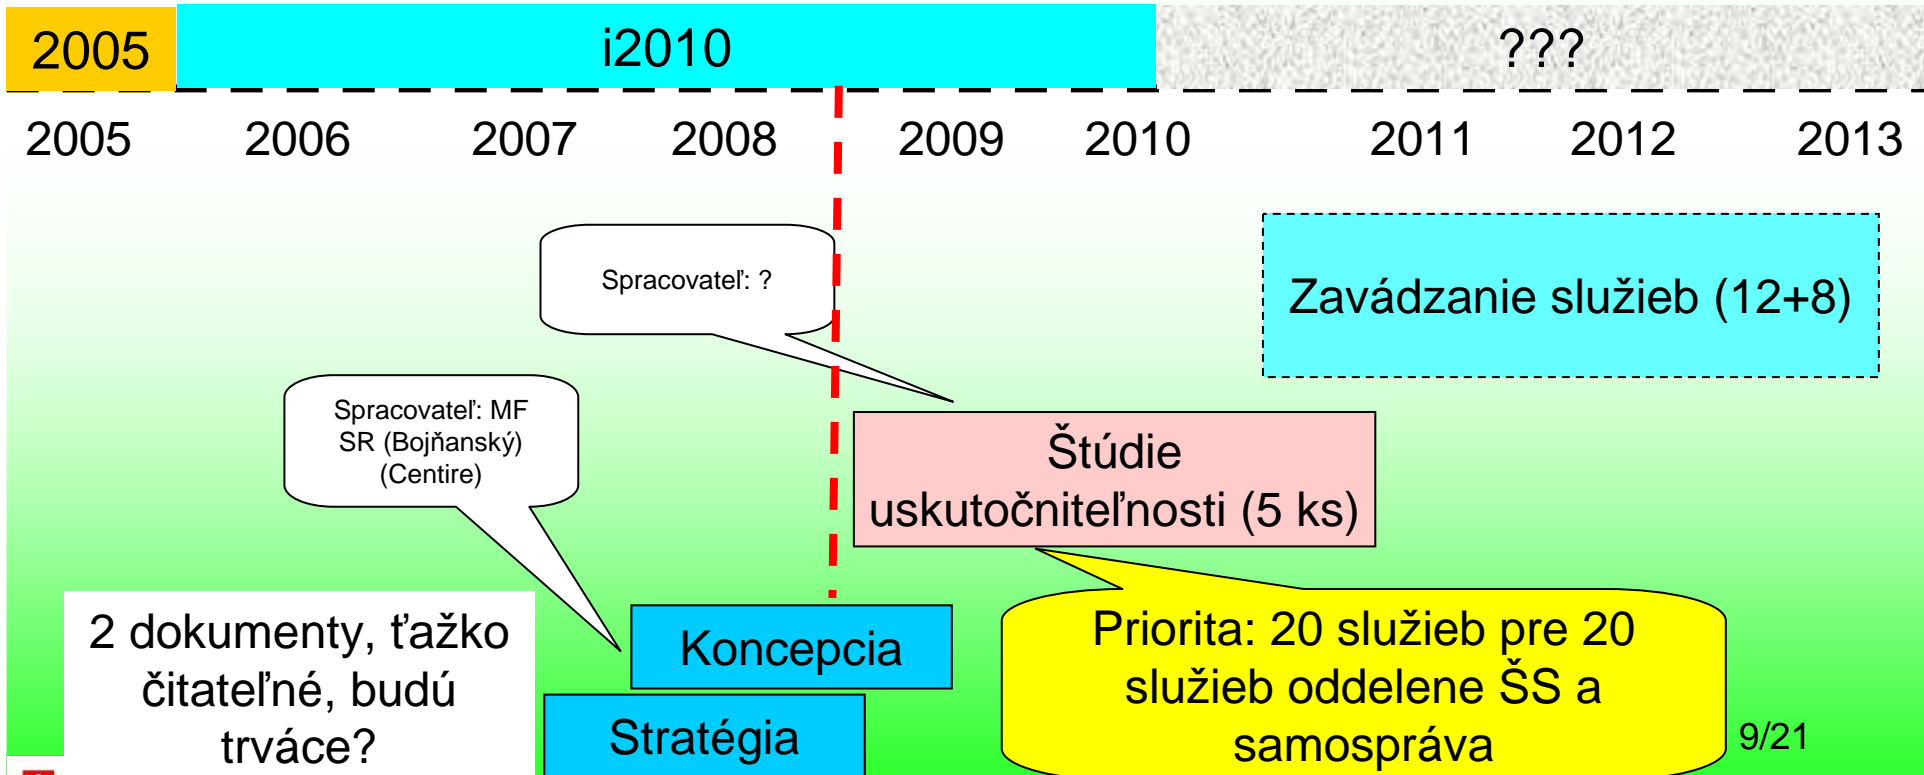 2005
i2010
???
2005 2006 2007 2008 2009 2010 2011 2012 2013
Spracovateľ: ?
Zavádzanie služieb (12+8)
Spracovateľ: MF
SR (Bojňanský)
(Centire)
Štúdie
uskutočniteľnosti (5 ks)
2 dokumenty, ťažko
čitateľné, budú
trváce?
Koncepcia
Stratégia
Priorita: 20 služieb pre 20
služieb oddelene ŠS a
samospráva
9/21